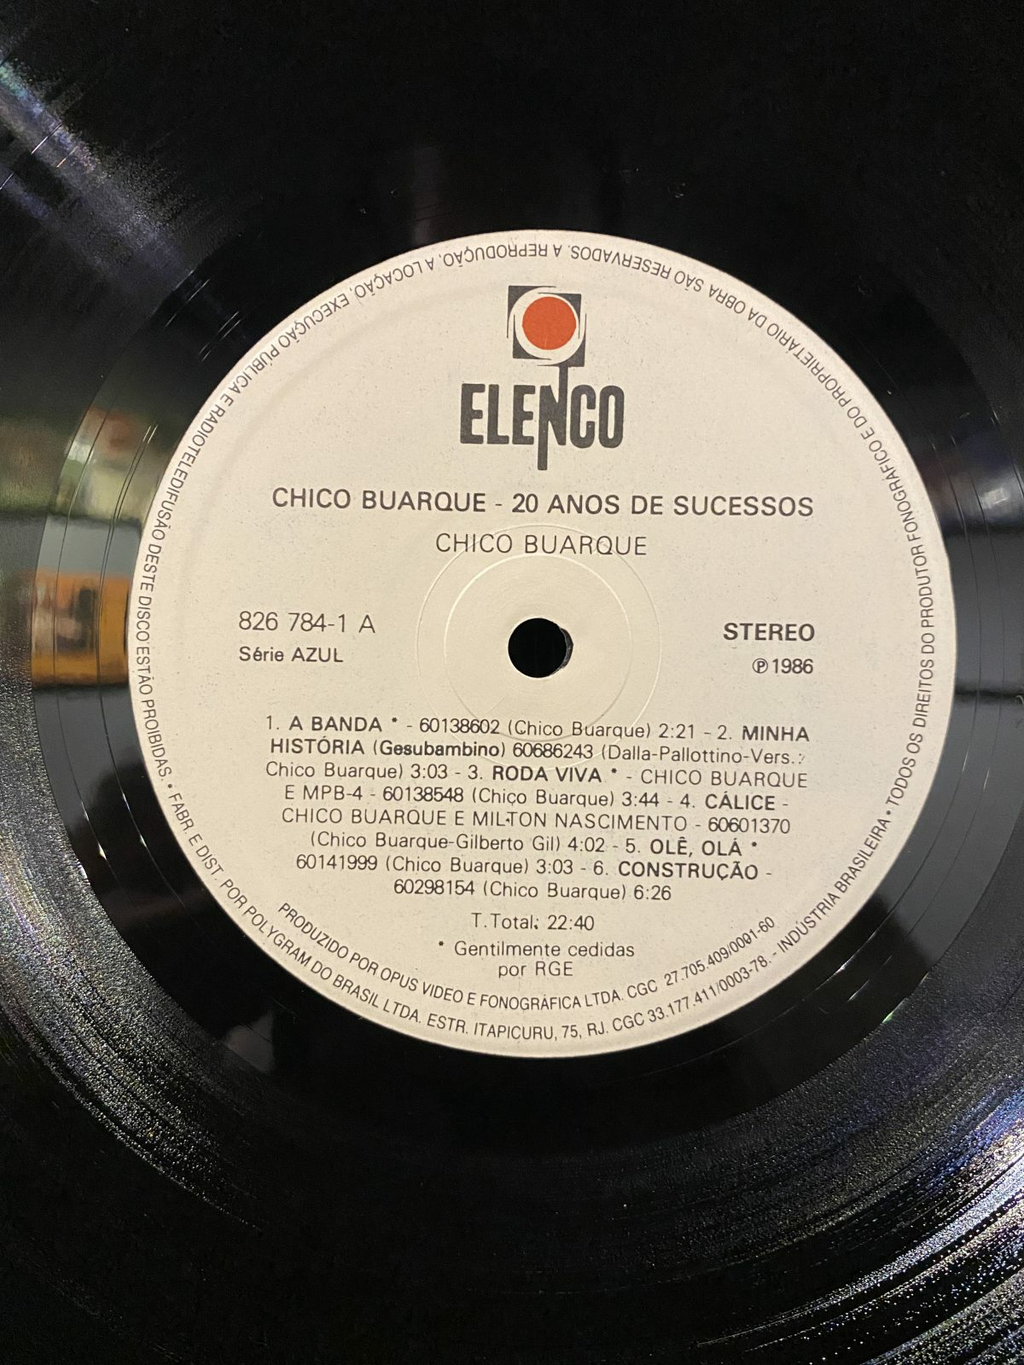 ELENCO
CHICO BUARQUE - 20 ANOS DE SUCESSOS
CHICO BUARQUE
826 784-1 A
Série AZUL
STEREO
℗ 1986
1. A BANDA * - 60138602 (Chico Buarque) 2:21 - 2. MINHA
HISTÓRIA (Gesubambino) 60686243 (Dalla-Pallottino-Vers.:
Chico Buarque) 3:03 - 3. RODA VIVA * - CHICO BUARQUE
E MPB-4 - 60138548 (Chico Buarque) 3:44 - 4. CÁLICE -
CHICO BUARQUE E MILTON NASCIMENTO - 60601370
(Chico Buarque-Gilberto Gil) 4:02 - 5. OLÊ, OLÁ *
60141999 (Chico Buarque) 3:03 - 6. CONSTRUÇÃO -
60298154 (Chico Buarque) 6:26
T.Total: 22:40
* Gentilmente cedidas
por RGE
PRODUZIDO POR OPUS VIDEO E FONOGRÁFICA LTDA. CGC 27.705.409/0001-60
• FABR. E DIST. POR POLYGRAM DO BRASIL LTDA. ESTR. ITAPICURU, 75, RJ. CGC 33.177.411/0003-78. - INDÚSTRIA BRASILEIRA • TODOS OS DIREITOS DO PRODUTOR FONOGRÁFICO E DO PROPRIETÁRIO DA OBRA SÃO RESERVADOS. A REPRODUÇÃO, A LOCAÇÃO, EXECUÇÃO PÚBLICA E RADIOTELEDIFUSÃO DESTE DISCO ESTÃO PROIBIDAS.